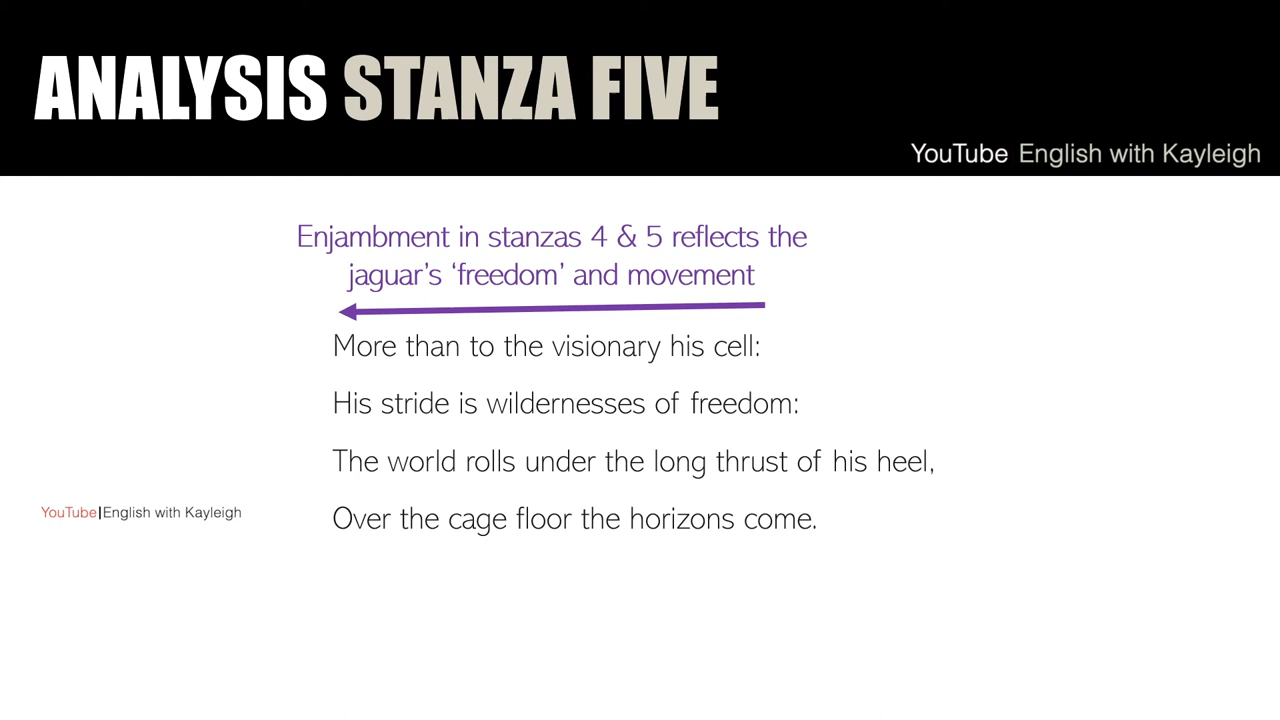 ANALYSIS STANZA FIVE
YouTube English with Kayleigh
Enjambment in stanzas 4 & 5 reflects the
jaguar's ‘freedom’ and movement
More than to the visionary his cell:
His stride is wildernesses of freedom:
The world rolls under the long thrust of his heel,
YouTube|English with Kayleigh
Over the cage floor the horizons come.